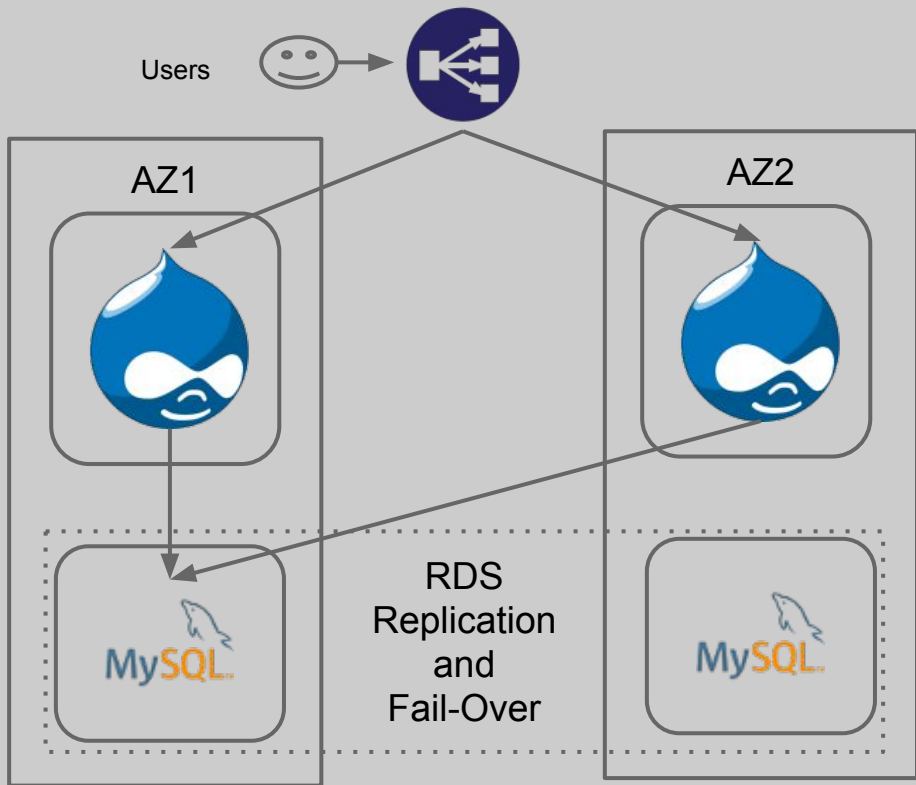 Users
AZ1
AZ2
RDS
Replication
and
Fail-Over
MySQL
MySQL